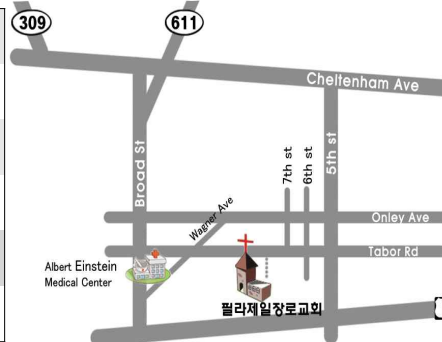 309
611
Cheltenham Ave
Broad St
7th st
6th st
5th st
Wagner Ave
Onley Ave
Tabor Rd
Albert Einstein
Medical Center
필라제일장로교회